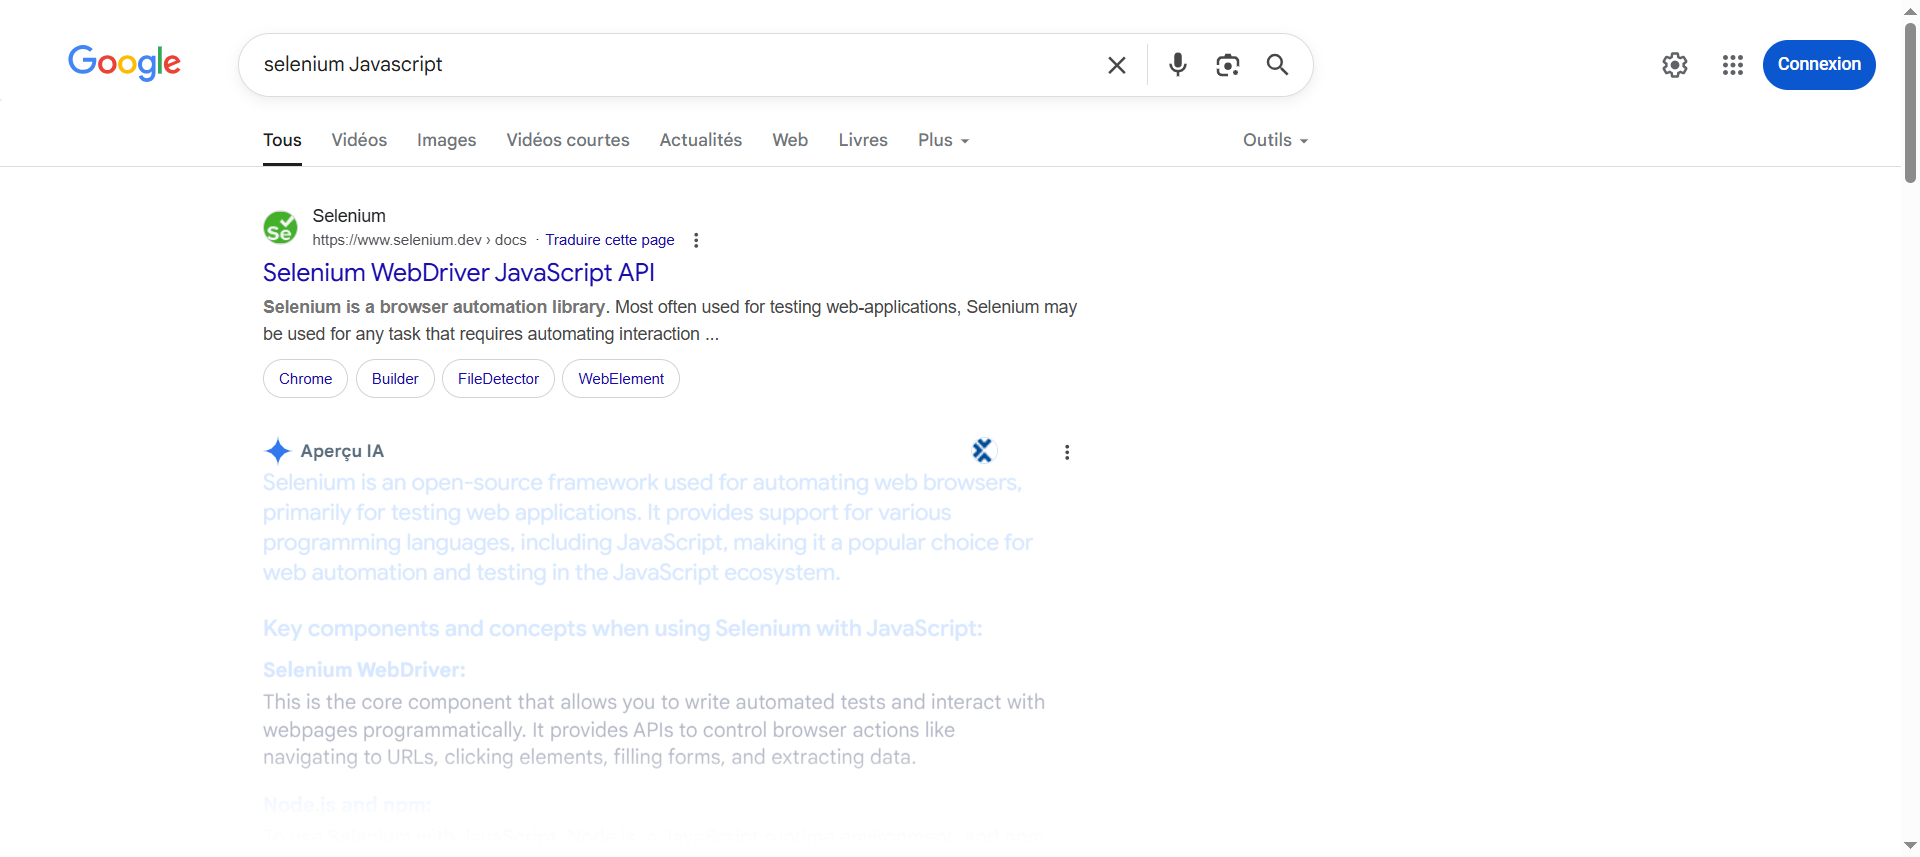 Google
selenium Javascript
Connexion
Tous Vidéos Images Vidéos courtes Actualités Web Livres Plus Outils
Selenium
https://www.selenium.dev › docs · Traduire cette page
Selenium WebDriver JavaScript API
Selenium is a browser automation library. Most often used for testing web-applications, Selenium may
be used for any task that requires automating interaction ...
Chrome Builder FileDetector WebElement
Aperçu IA
Selenium is an open-source framework used for automating web browsers,
primarily for testing web applications. It provides support for various
programming languages, including JavaScript, making it a popular choice for
web automation and testing in the JavaScript ecosystem.
Key components and concepts when using Selenium with JavaScript:
Selenium WebDriver:
This is the core component that allows you to write automated tests and interact with
webpages programmatically. It provides APIs to control browser actions like
navigating to URLs, clicking elements, filling forms, and extracting data.
Node.js and npm: